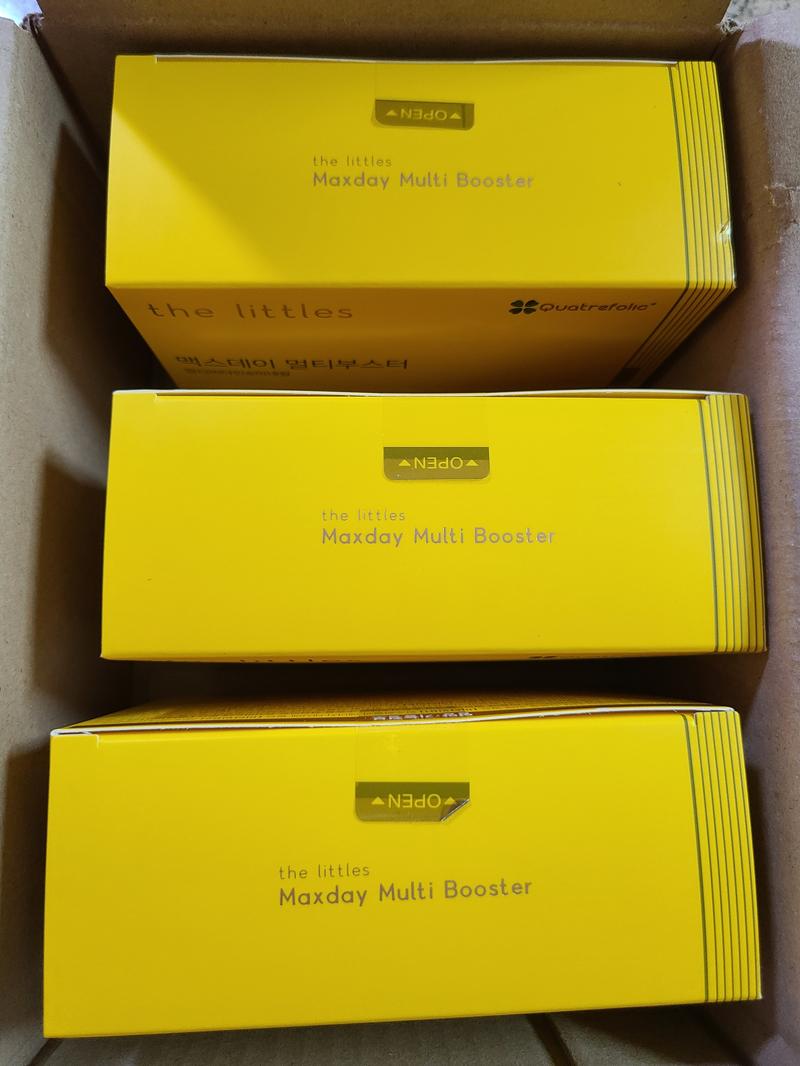 OPEN
the littles
Maxday Multi Booster
the littles
Quatrefolic®
맥스데이 멀티부스터
OPEN
the littles
Maxday Multi Booster
OPEN
the littles
Maxday Multi Booster